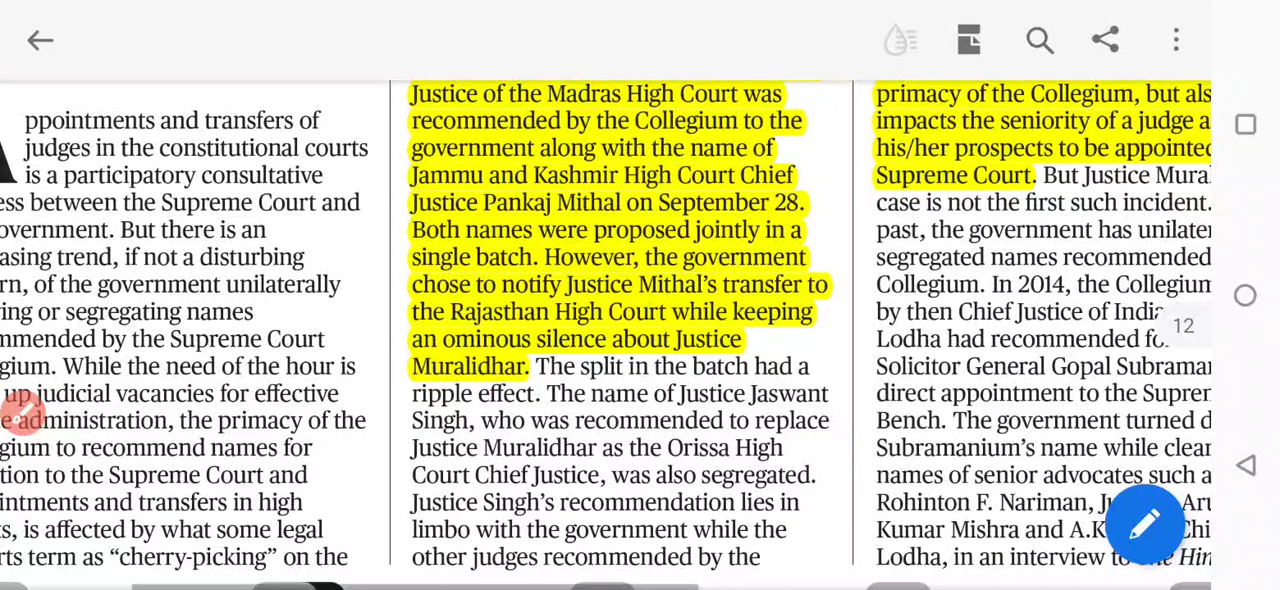 ppointments and transfers of
judges in the constitutional courts
is a participatory consultative
ess between the Supreme Court and
overnment. But there is an
asing trend, if not a disturbing
rn, of the government unilaterally
ing or segregating names
mmended by the Supreme Court
gium. While the need of the hour is
up judicial vacancies for effective
e administration, the primacy of the
gium to recommend names for
tion to the Supreme Court and
intments and transfers in high
s, is affected by what some legal
rts term as “cherry-picking” on the
Justice of the Madras High Court was
recommended by the Collegium to the
government along with the name of
Jammu and Kashmir High Court Chief
Justice Pankaj Mithal on September 28.
Both names were proposed jointly in a
single batch. However, the government
chose to notify Justice Mithal’s transfer to
the Rajasthan High Court while keeping
an ominous silence about Justice
Muralidhar. The split in the batch had a
ripple effect. The name of Justice Jaswant
Singh, who was recommended to replace
Justice Muralidhar as the Orissa High
Court Chief Justice, was also segregated.
Justice Singh’s recommendation lies in
limbo with the government while the
other judges recommended by the
primacy of the Collegium, but als
impacts the seniority of a judge a
his/her prospects to be appointed
Supreme Court. But Justice Mural
case is not the first such incident.
past, the government has unilater
segregated names recommended
Collegium. In 2014, the Collegium
by then Chief Justice of India
Lodha had recommended fo
Solicitor General Gopal Subramar
direct appointment to the Suprem
Bench. The government turned d
Subramanium’s name while clear
names of senior advocates such a
Rohinton F. Nariman, Ju Aru
Kumar Mishra and A.K Chi
Lodha, in an interview to The Hin
12